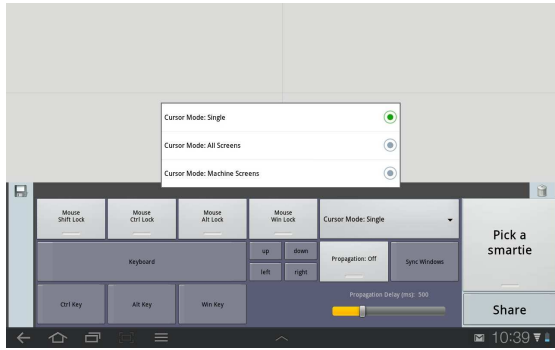 Cursor Mode: Single
Cursor Mode: All Screens
Cursor Mode: Machine Screens
Mouse
Shift Lock
Mouse
Ctrl Lock
Mouse
Alt Lock
Mouse
Win Lock
Cursor Mode: Single
Pick a
smartie
Keyboard
up
down
left
right
Propagation: Off
Sync Windows
Ctrl Key
Alt Key
Win Key
Propagation Delay (ms): 500
Share
10:39